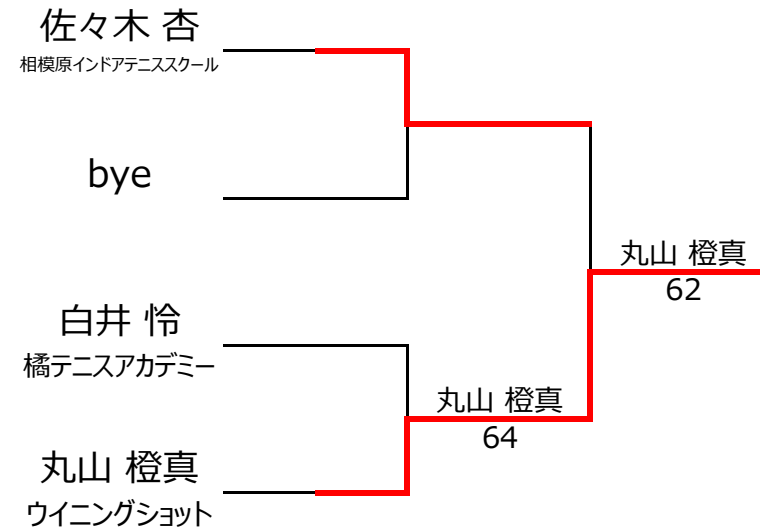 佐々木 杏
相模原インドアテニススクール
bye
白井 怜
橘テニスアカデミー
丸山 橙真
ウイニングショット
丸山 橙真
64
丸山 橙真
62